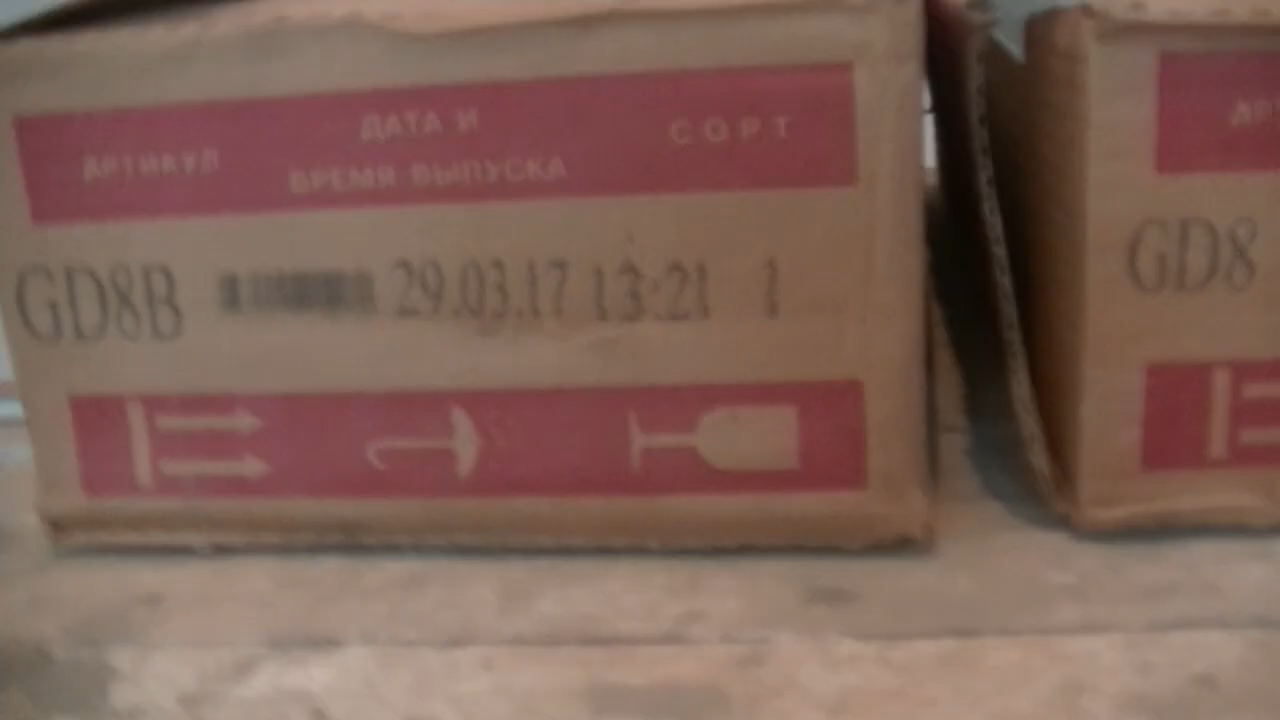 АРТИКУЛ
ДАТА И
ВРЕМЯ ВЫПУСКА
СОРТ
GD8B 29.03.17 13:21 1
GD8